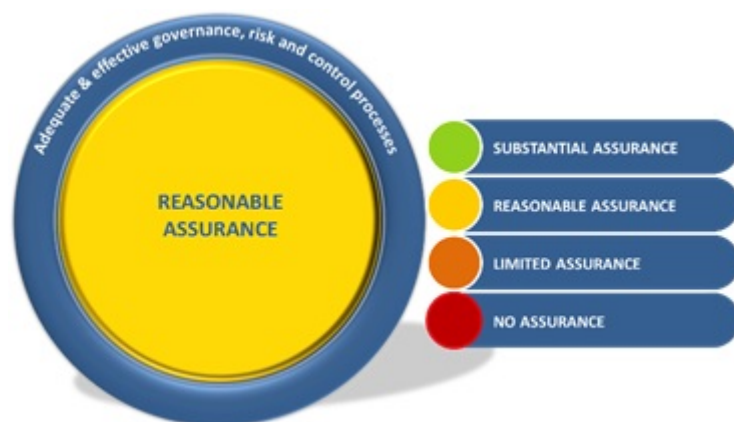 Adequate & effective governance, risk and control processes
REASONABLE
ASSURANCE
SUBSTANTIAL ASSURANCE
REASONABLE ASSURANCE
LIMITED ASSURANCE
NO ASSURANCE